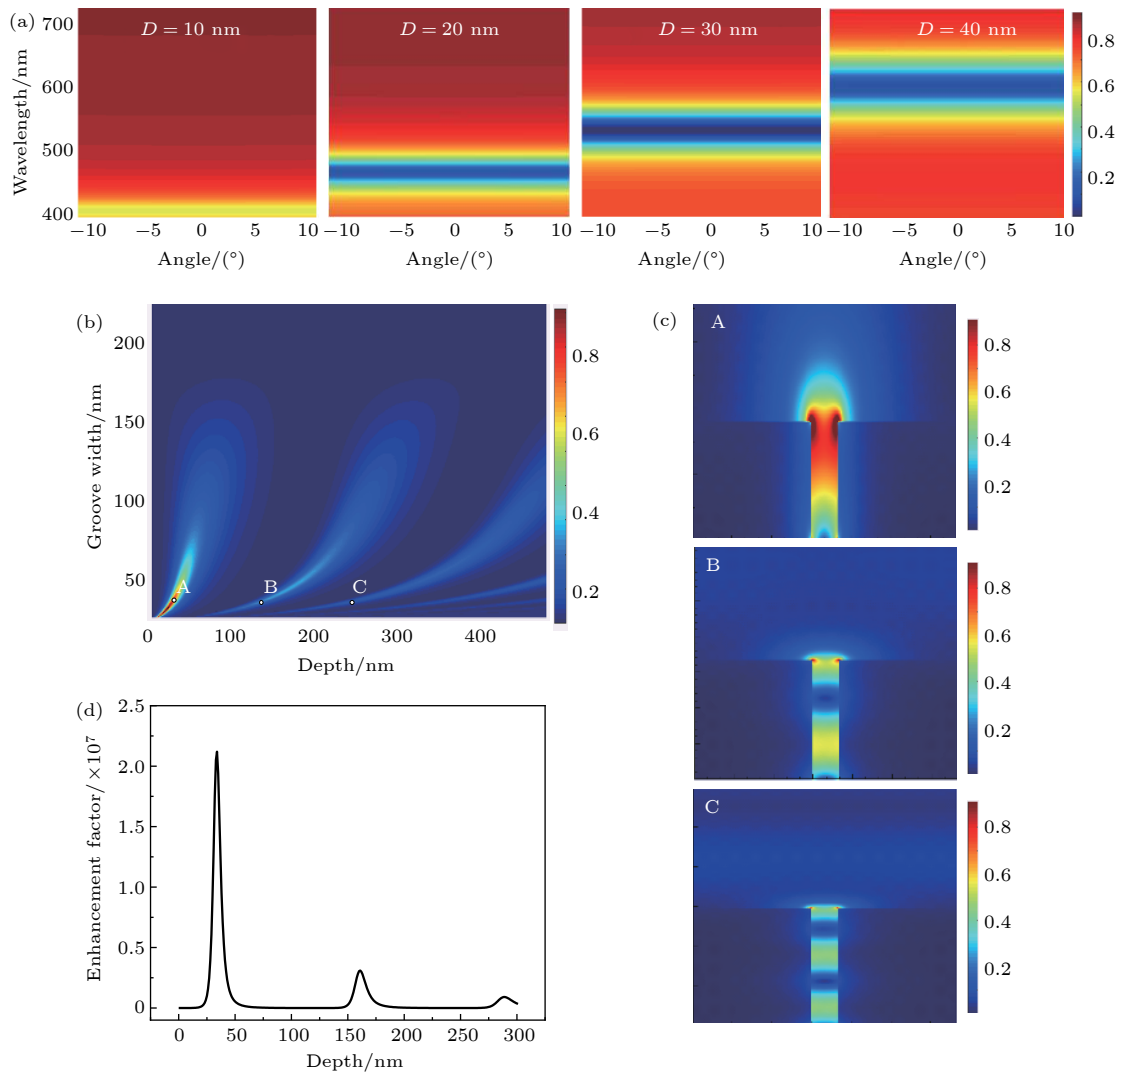 (a)
D = 10 nm
D = 20 nm
D = 30 nm
D = 40 nm
Wavelength/nm
700
600
500
400
−10 −5 0 5 10
−10 −5 0 5 10
−10 −5 0 5 10
−10 −5 0 5 10
Angle/(°)
Angle/(°)
Angle/(°)
Angle/(°)
0.8
0.6
0.4
0.2
(b)
Groove width/nm
200
150
100
50
A
B
C
0 100 200 300 400
Depth/nm
0.8
0.6
0.4
0.2
(c)
A
0.8
0.6
0.4
0.2
B
0.8
0.6
0.4
0.2
C
0.8
0.6
0.4
0.2
(d)
Enhancement factor/×10⁷
2.5
2.0
1.5
1.0
0.5
0
0 50 100 150 200 250 300
Depth/nm